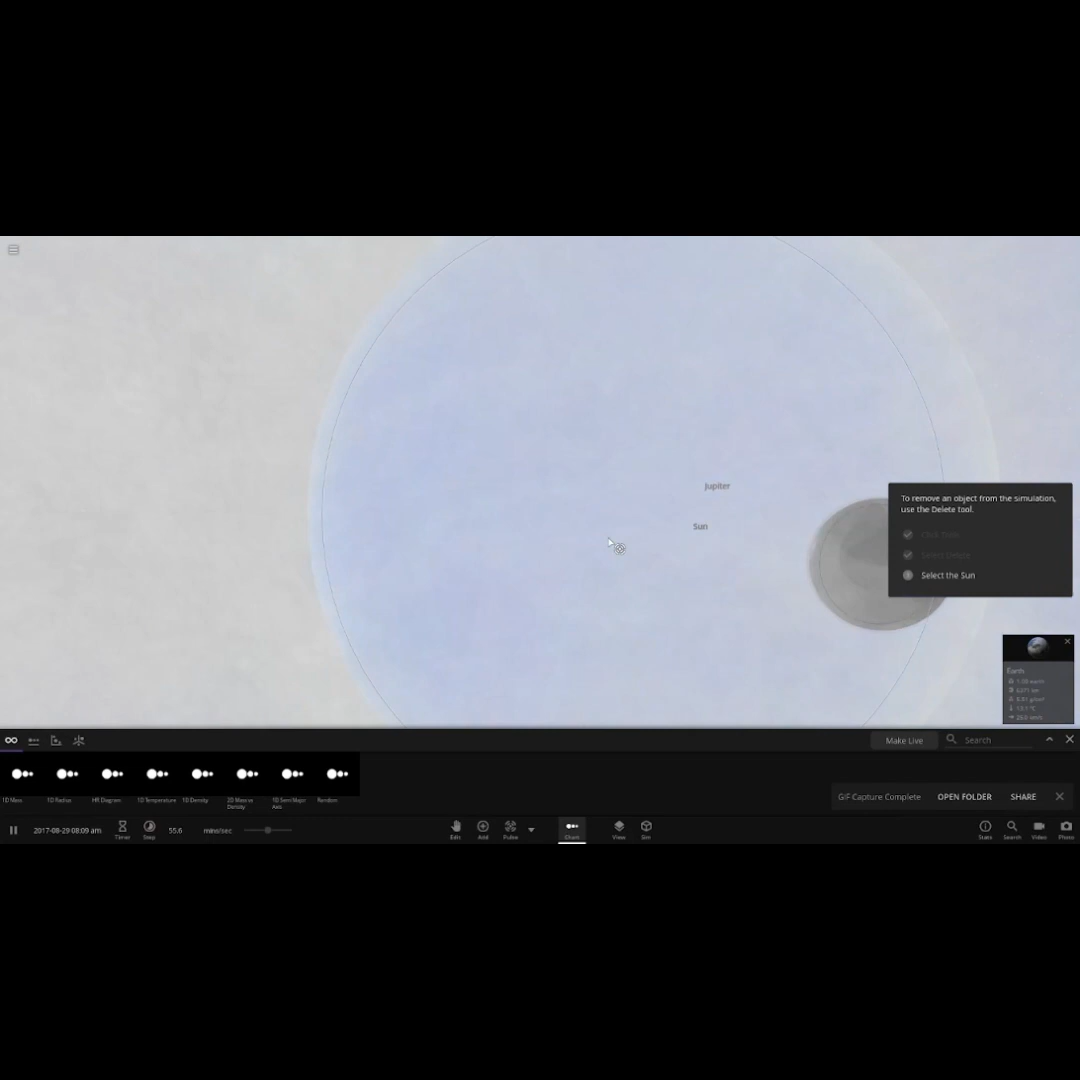 Jupiter
Sun
To remove an object from the simulation,
use the Delete tool.
Select Delete
Select the Sun
Earth
Make Live
Search
1D Mass
1D Radius
HR Diagram
1D Temperature
1D Density
2D Mass vs
Density
1D Semi Major
Axis
Random
GIF Capture Complete
OPEN FOLDER
SHARE
2017-08-29 08:09 am
Timer
Step
55.6
mins/sec
Edit
Add
Pulse
Chart
View
Sim
Stats
Search
Video
Photo